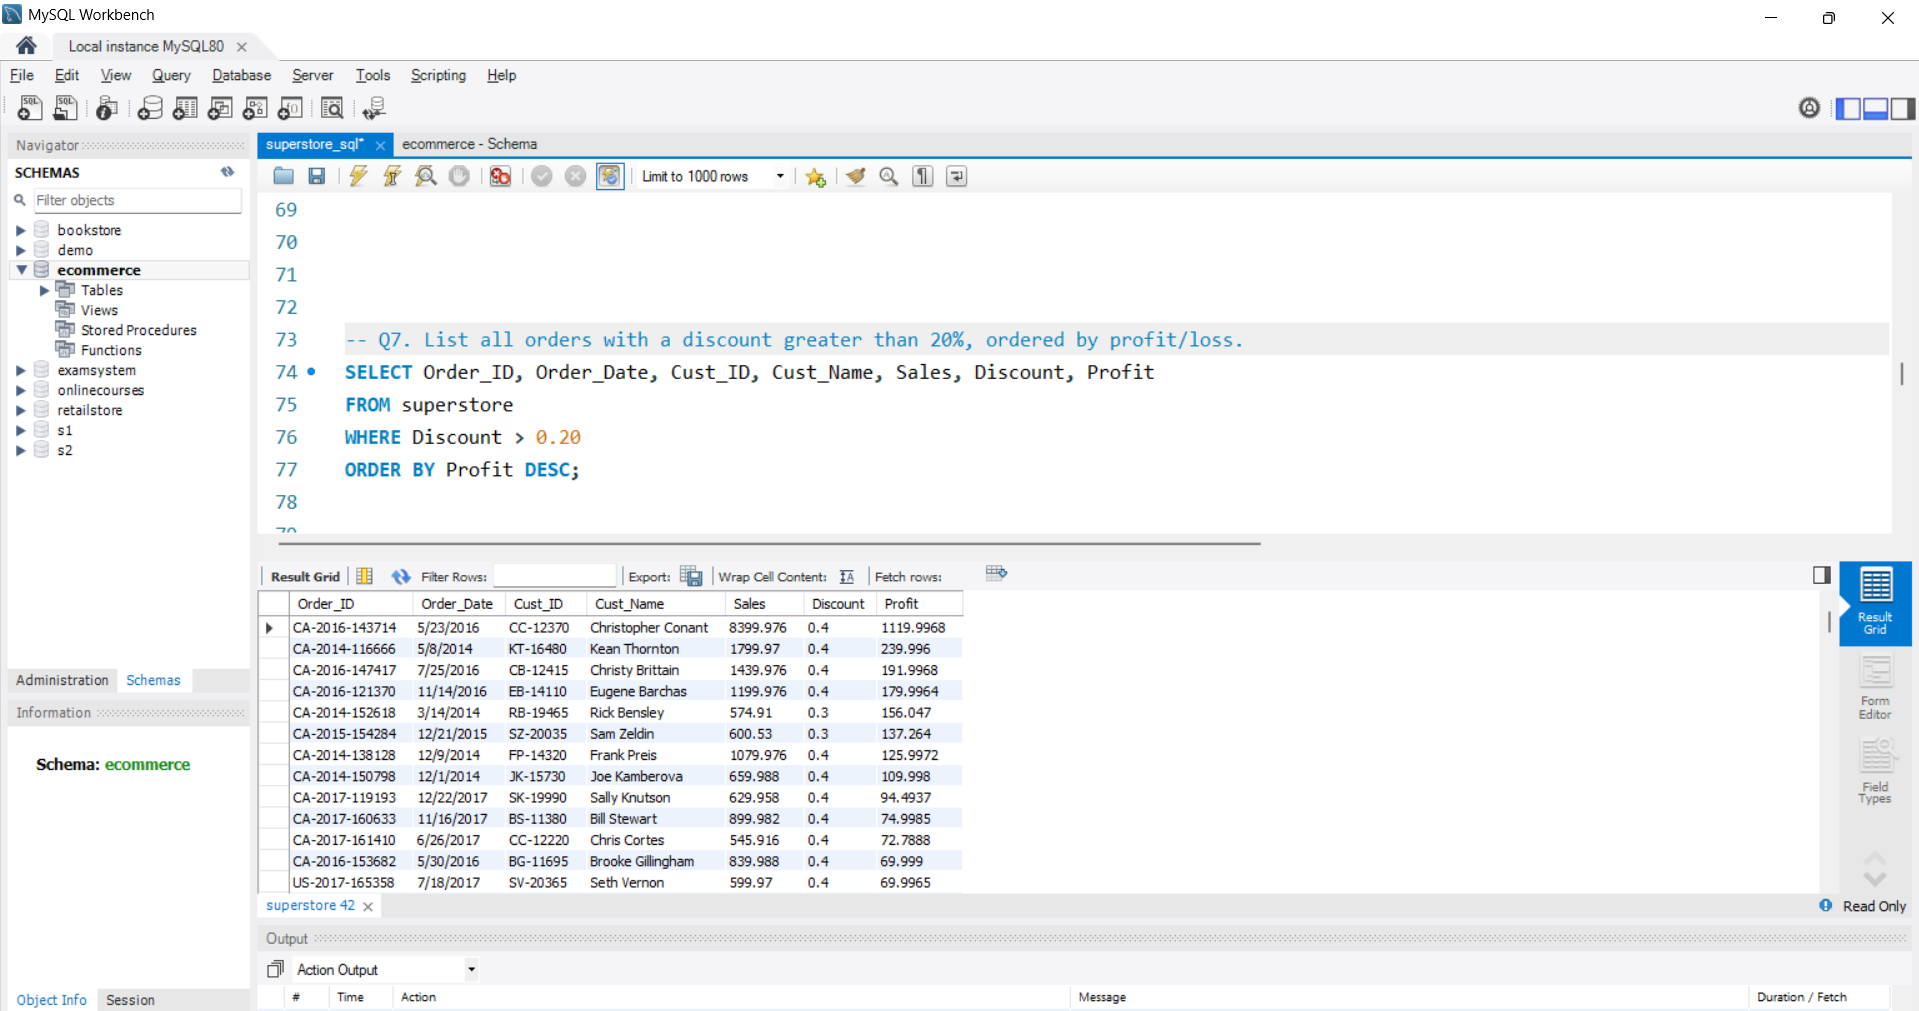 MySQL Workbench
Local instance MySQL80
File Edit View Query Database Server Tools Scripting Help
Navigator
SCHEMAS
Filter objects
bookstore
demo
ecommerce
Tables
Views
Stored Procedures
Functions
examsystem
onlinecourses
retailstore
s1
s2
Administration Schemas
Information
Schema: ecommerce
Object Info Session
superstore_sql* ecommerce - Schema
Limit to 1000 rows
69
70
71
72
73 -- Q7. List all orders with a discount greater than 20%, ordered by profit/loss.
74 SELECT Order_ID, Order_Date, Cust_ID, Cust_Name, Sales, Discount, Profit
75 FROM superstore
76 WHERE Discount > 0.20
77 ORDER BY Profit DESC;
78
79
Result Grid Filter Rows: Export: Wrap Cell Content: Fetch rows:
Order_ID Order_Date Cust_ID Cust_Name Sales Discount Profit
CA-2016-143714 5/23/2016 CC-12370 Christopher Conant 8399.976 0.4 1119.9968
CA-2014-116666 5/8/2014 KT-16480 Kean Thornton 1799.97 0.4 239.996
CA-2016-147417 7/25/2016 CB-12415 Christy Brittain 1439.976 0.4 191.9968
CA-2016-121370 11/14/2016 EB-14110 Eugene Barchas 1199.976 0.4 179.9964
CA-2014-152618 3/14/2014 RB-19465 Rick Bensley 574.91 0.3 156.047
CA-2015-154284 12/21/2015 SZ-20035 Sam Zeldin 600.53 0.3 137.264
CA-2014-138128 12/9/2014 FP-14320 Frank Preis 1079.976 0.4 125.9972
CA-2014-150798 12/1/2014 JK-15730 Joe Kamberova 659.988 0.4 109.998
CA-2017-119193 12/22/2017 SK-19990 Sally Knutson 629.958 0.4 94.4937
CA-2017-160633 11/16/2017 BS-11380 Bill Stewart 899.982 0.4 74.9985
CA-2017-161410 6/26/2017 CC-12220 Chris Cortes 545.916 0.4 72.7888
CA-2016-153682 5/30/2016 BG-11695 Brooke Gillingham 839.988 0.4 69.999
US-2017-165358 7/18/2017 SV-20365 Seth Vernon 599.97 0.4 69.9965
Result
Grid
Form
Editor
Field
Types
superstore 42
Read Only
Output
Action Output
# Time Action Message Duration / Fetch